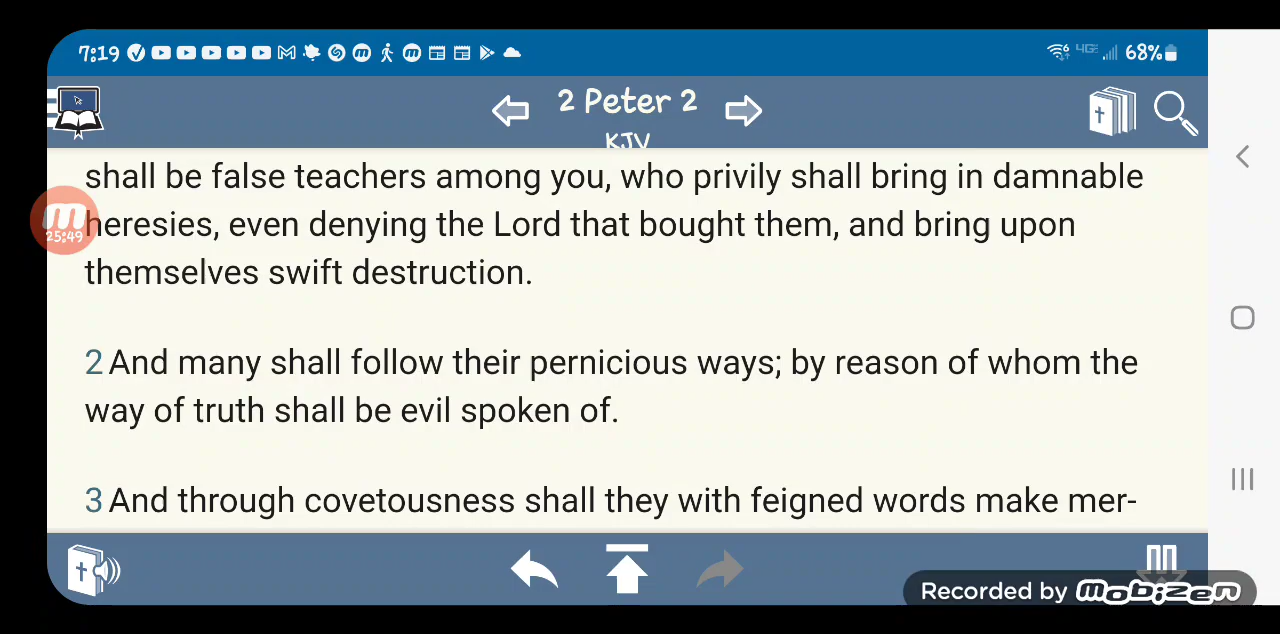 7:19 4GE 68%
2 Peter 2
KJV
shall be false teachers among you, who privily shall bring in damnable
heresies, even denying the Lord that bought them, and bring upon
25:49
themselves swift destruction.
2 And many shall follow their pernicious ways; by reason of whom the
way of truth shall be evil spoken of.
3 And through covetousness shall they with feigned words make mer-
Recorded by mobizen